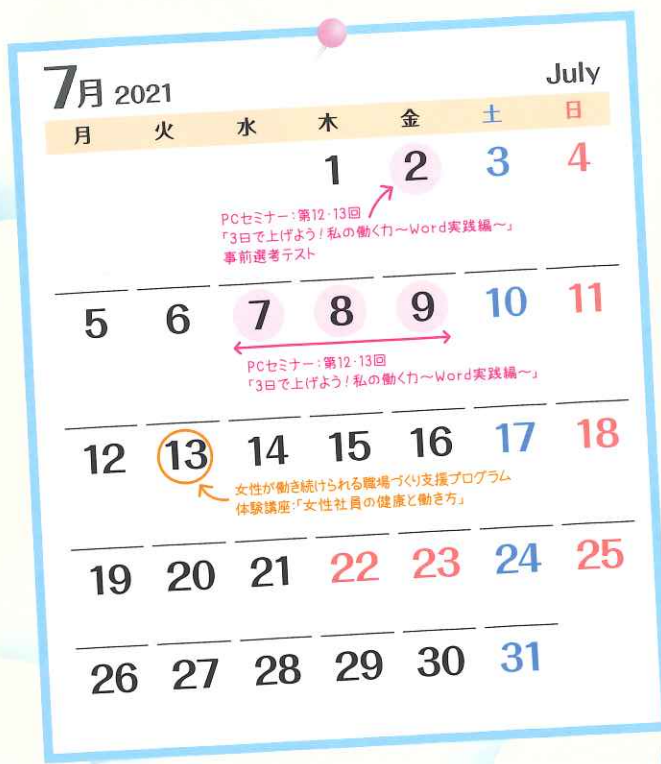 7月 2021 July
月 火 水 木 金 土 日
1 2 3 4
PCセミナー:第12・13回
「3日で上げよう!私の働く力〜Word実践編〜」
事前選考テスト
5 6 7 8 9 10 11
PCセミナー:第12・13回
「3日で上げよう!私の働く力〜Word実践編〜」
12 13 14 15 16 17 18
女性が働き続けられる職場づくり支援プログラム
体験講座:「女性社員の健康と働き方」
19 20 21 22 23 24 25
26 27 28 29 30 31